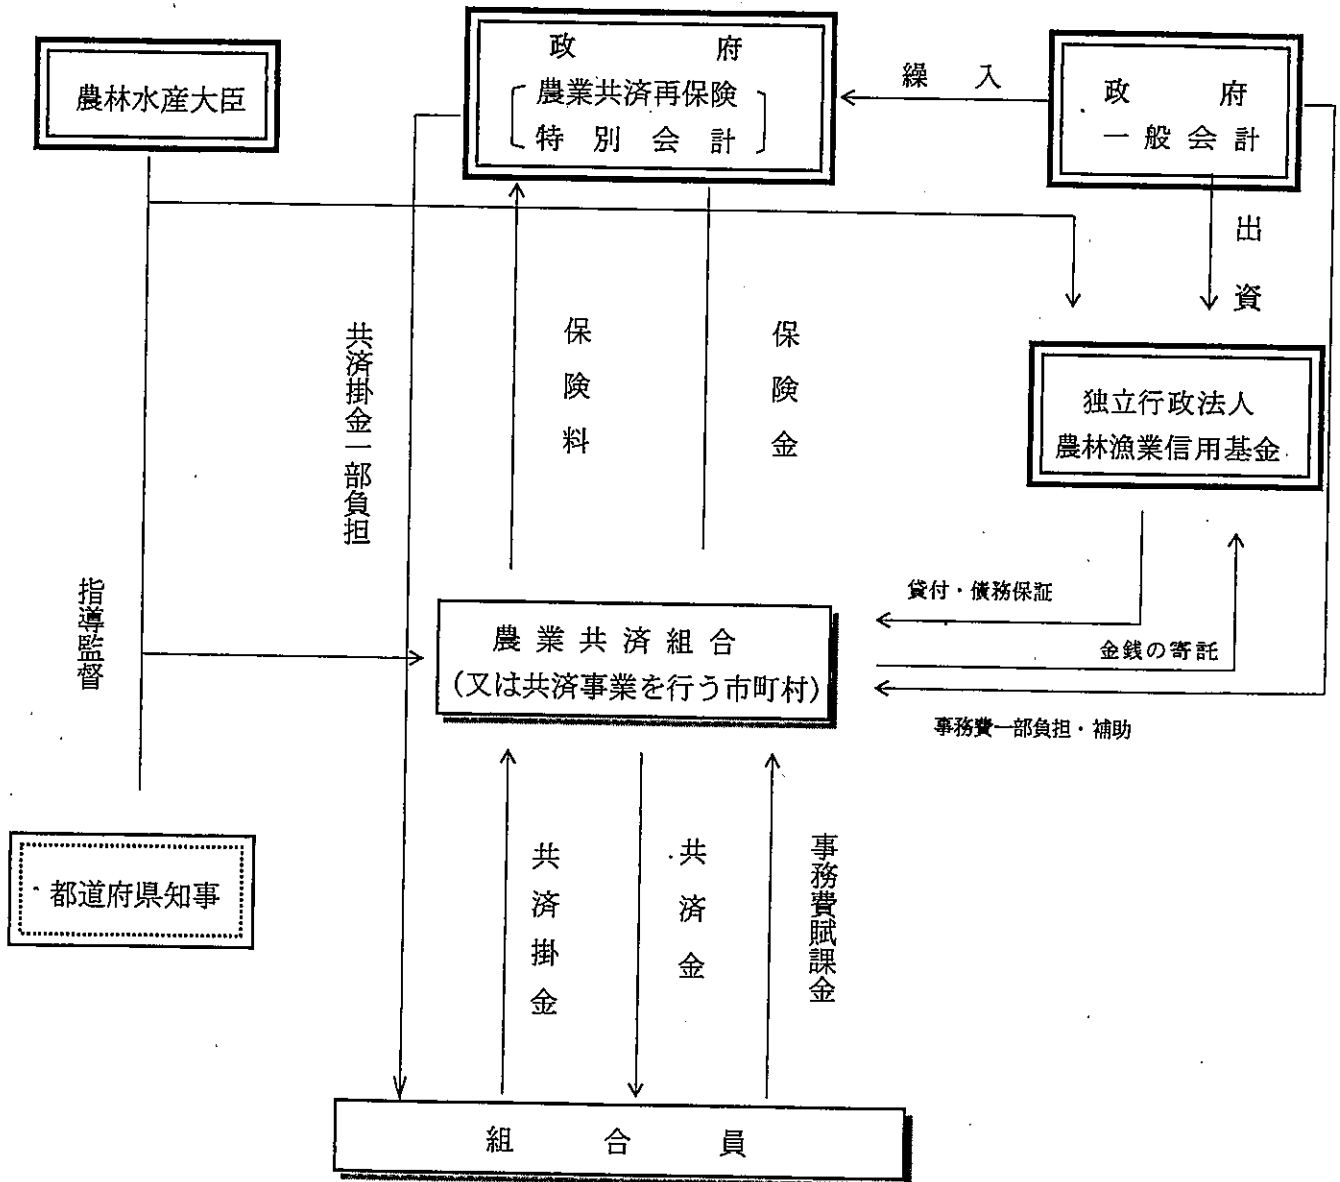 農林水産大臣
政府
農業共済再保険
特別会計
繰入
政府
一般会計
出資
共済掛金一部負担
保険料
保険金
独立行政法人
農林漁業信用基金
指導監督
貸付・債務保証
農業共済組合
(又は共済事業を行う市町村)
金銭の寄託
事務費一部負担・補助
都道府県知事
共済掛金
共済金
事務費賦課金
組合員